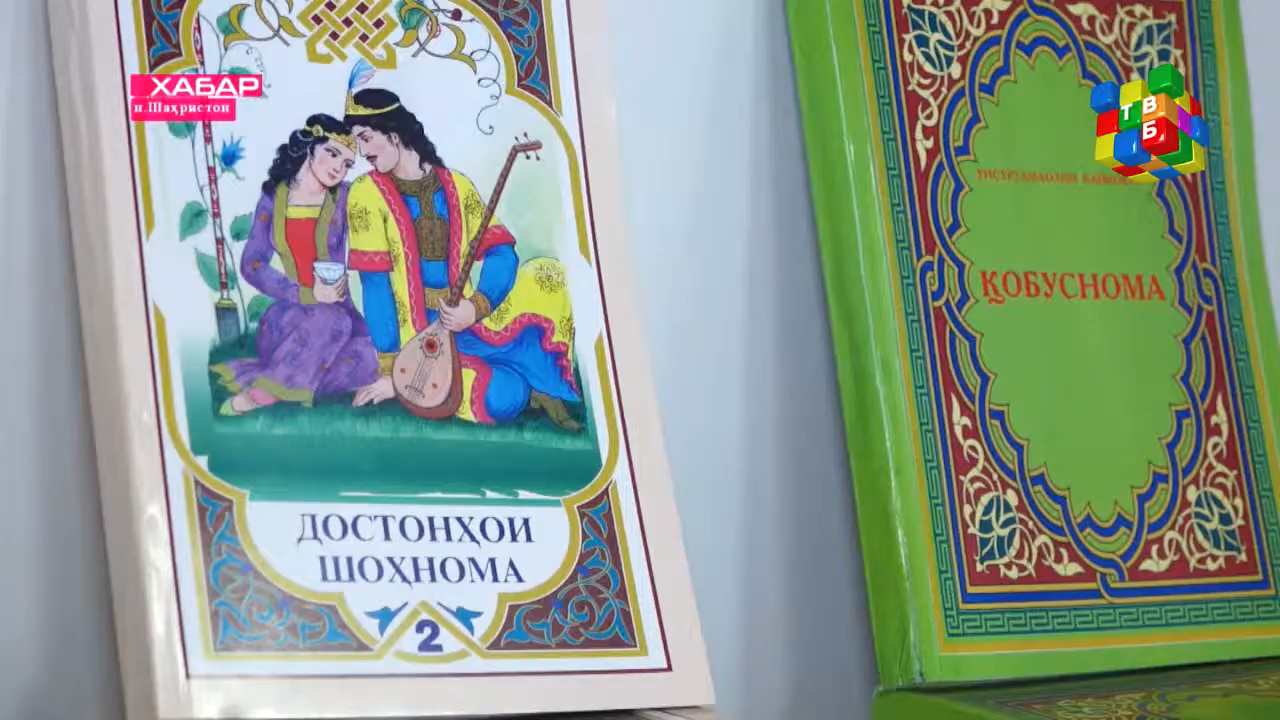 ХАБАР
н.Шаҳристон
ТВ
Б
ДОСТОНҲОИ
ШОҲНОМА
2
ҚОБУСНОМА